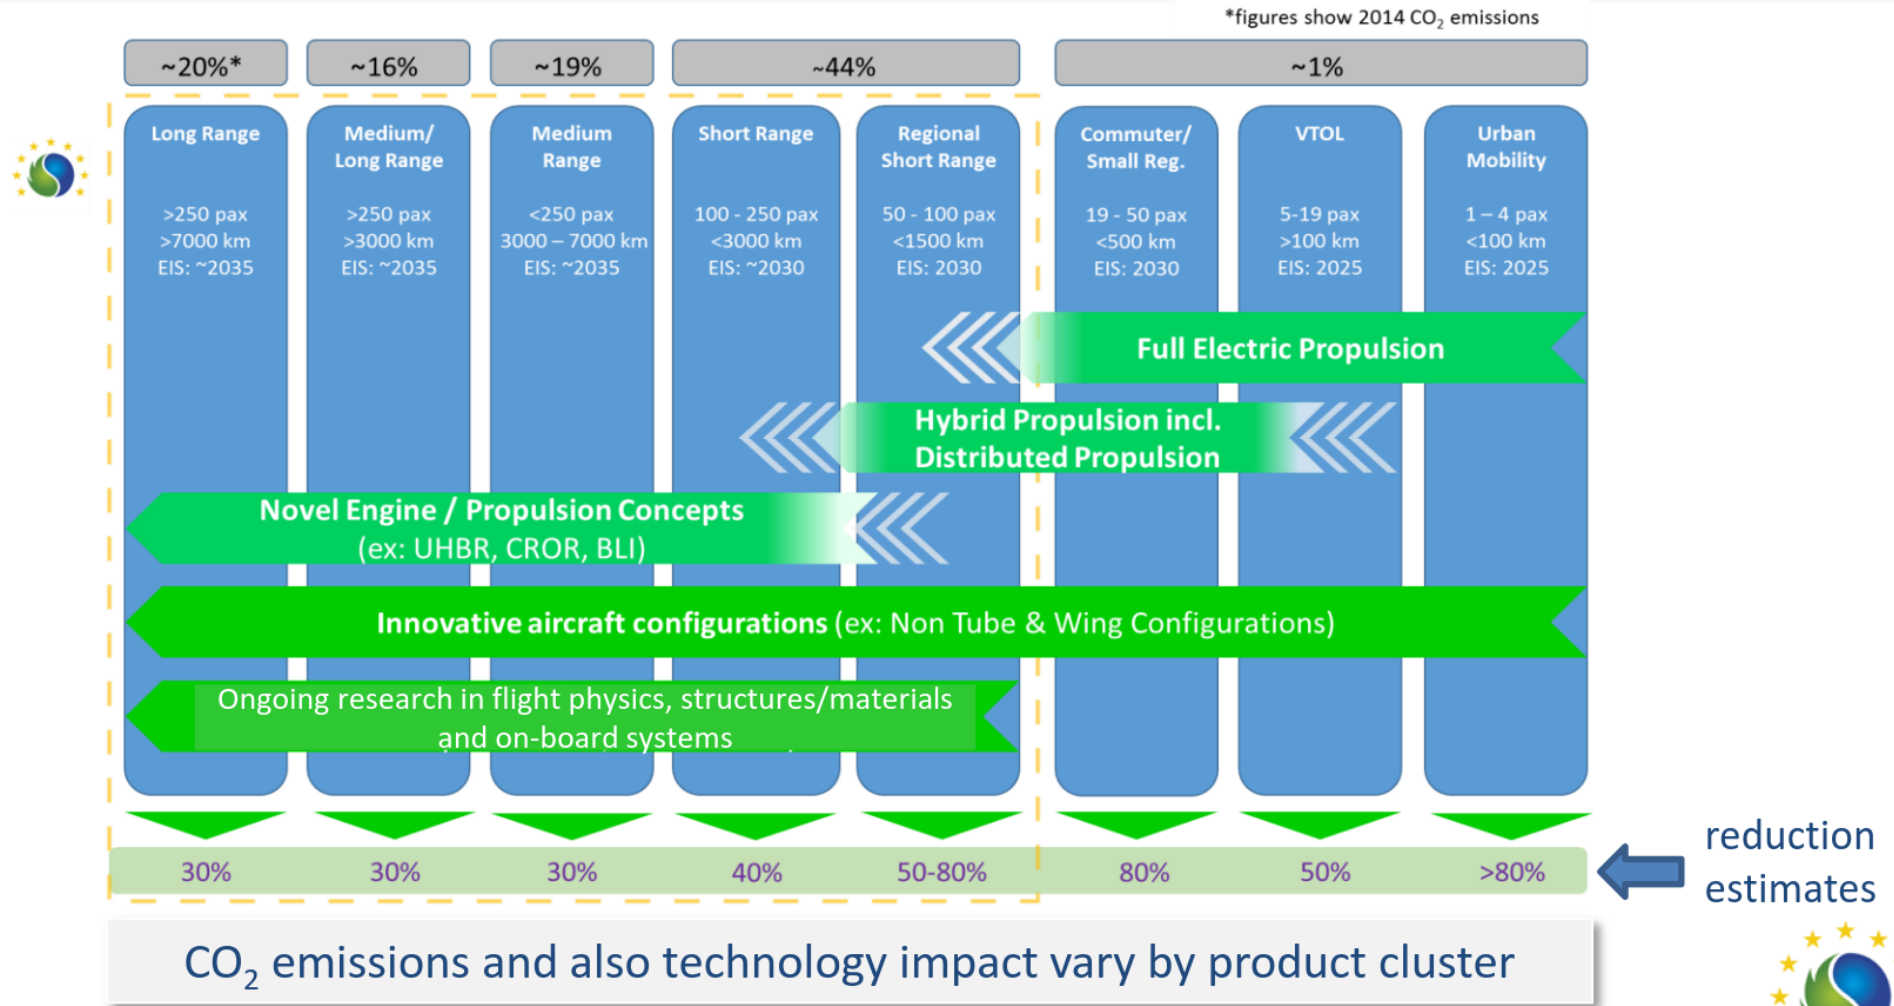 *figures show 2014 CO₂ emissions
~20%*
~16%
~19%
~44%
~1%
Long Range
>250 pax
>7000 km
EIS: ~2035
Medium/
Long Range
>250 pax
>3000 km
EIS: ~2035
Medium
Range
<250 pax
3000 – 7000 km
EIS: ~2035
Short Range
100 - 250 pax
<3000 km
EIS: ~2030
Regional
Short Range
50 - 100 pax
<1500 km
EIS: 2030
Commuter/
Small Reg.
19 - 50 pax
<500 km
EIS: 2030
VTOL
5-19 pax
>100 km
EIS: 2025
Urban
Mobility
1 – 4 pax
<100 km
EIS: 2025
Full Electric Propulsion
Hybrid Propulsion incl.
Distributed Propulsion
Novel Engine / Propulsion Concepts
(ex: UHBR, CROR, BLI)
Innovative aircraft configurations (ex: Non Tube & Wing Configurations)
Ongoing research in flight physics, structures/materials
and on-board systems
30%
30%
30%
40%
50-80%
80%
50%
>80%
reduction
estimates
CO₂ emissions and also technology impact vary by product cluster